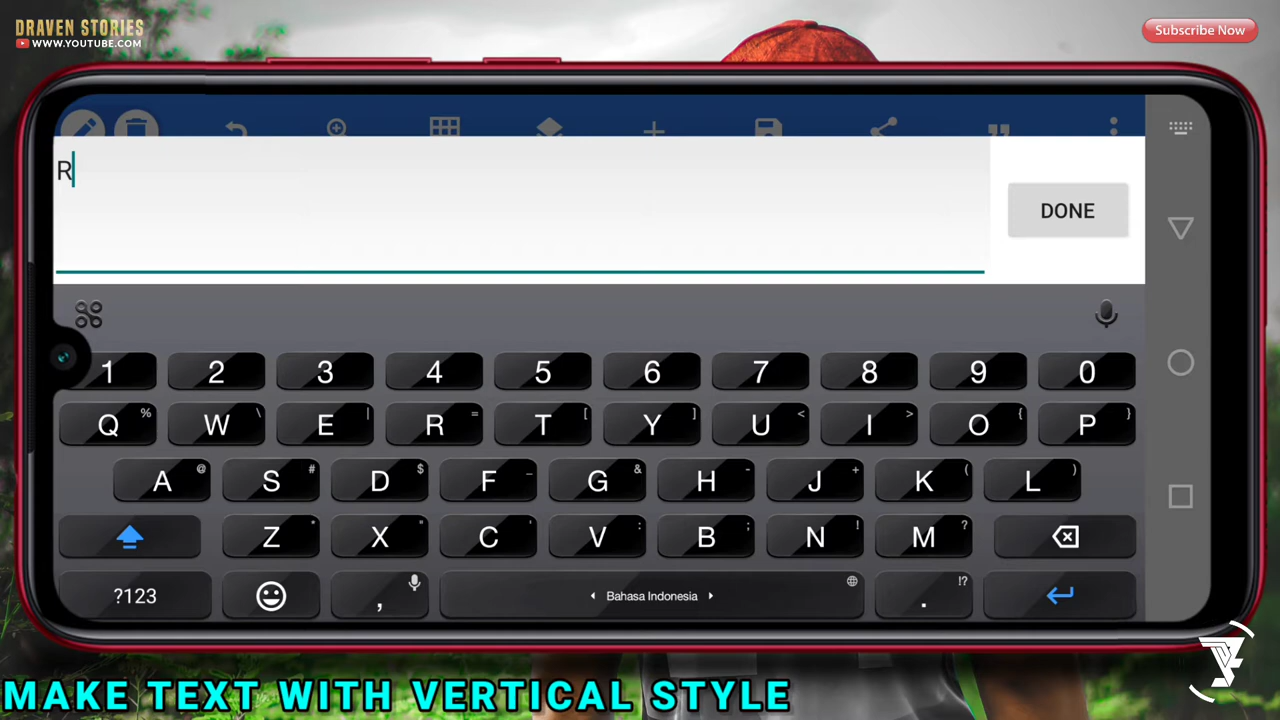 DRAVEN STORIES
WWW.YOUTUBE.COM
Subscribe Now
R
DONE
1 2 3 4 5 6 7 8 9 0
Q % W \ E | R = T [ Y ] U < I > O { P }
A @ S # D $ F _ G & H - J + K ( L )
Z * X " C ' V : B ; N ! M ?
?123 , Bahasa Indonesia . !?
MAKE TEXT WITH VERTICAL STYLE